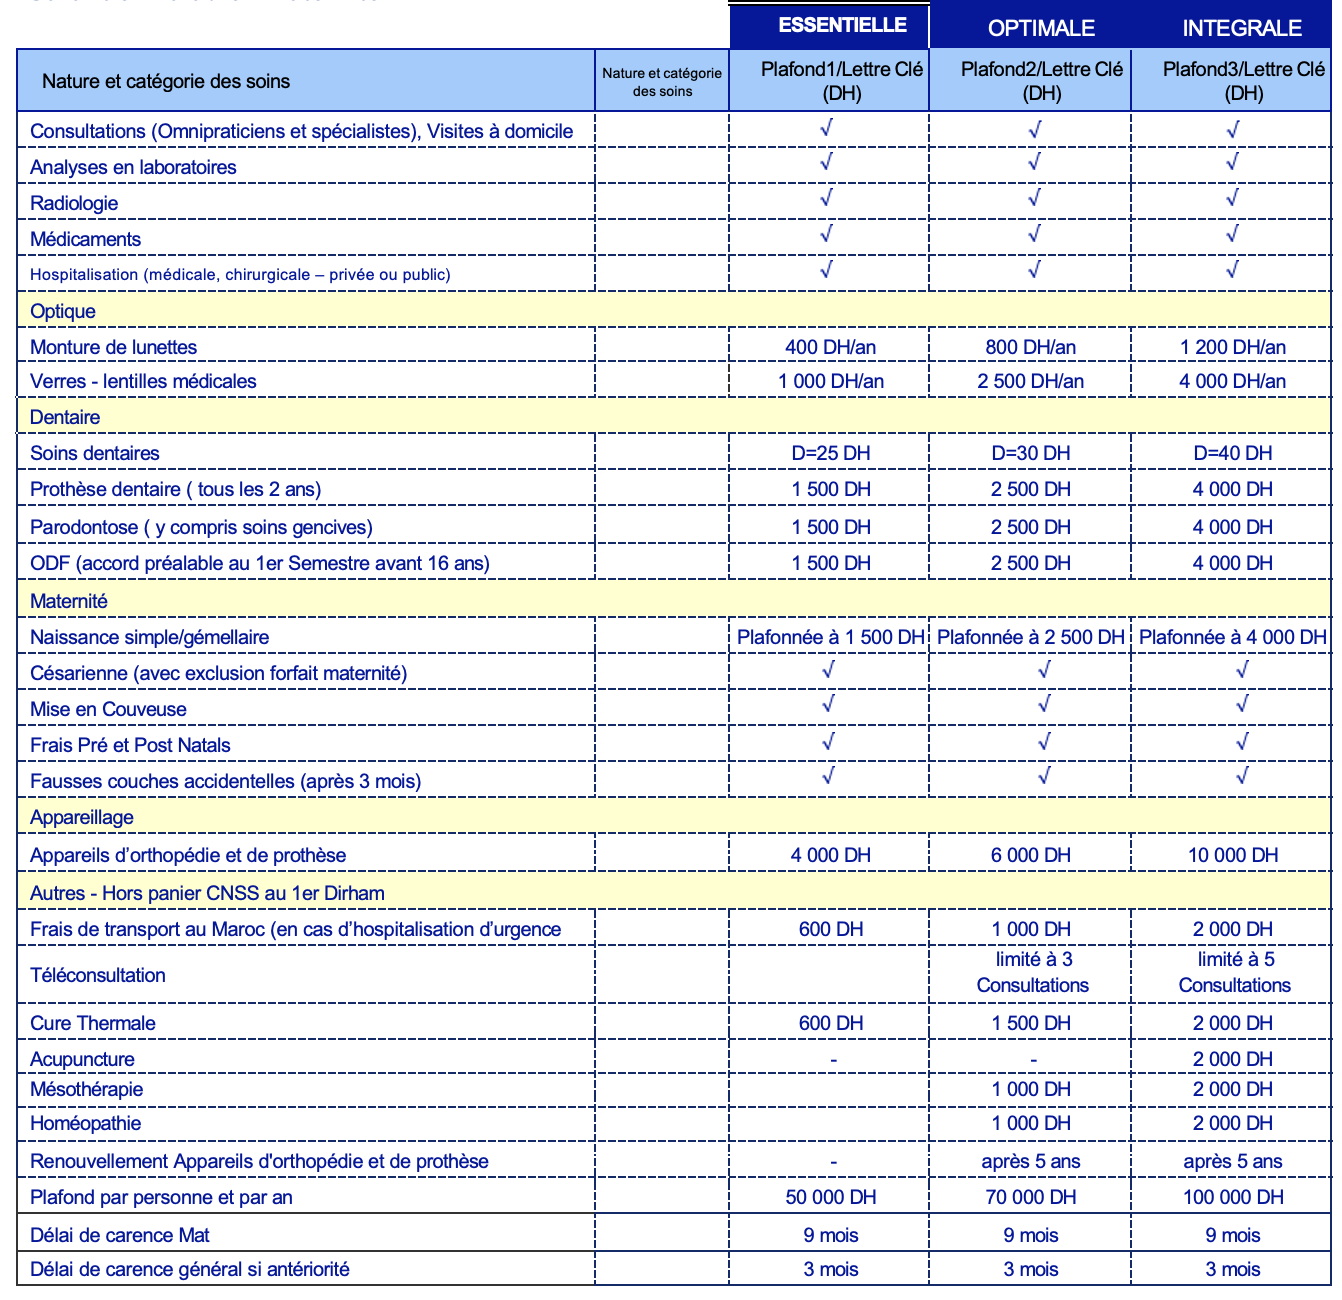 ESSENTIELLE OPTIMALE INTEGRALE
Nature et catégorie des soins Nature et catégorie des soins Plafond1/Lettre Clé (DH) Plafond2/Lettre Clé (DH) Plafond3/Lettre Clé (DH)
Consultations (Omnipraticiens et spécialistes), Visites à domicile √ √ √
Analyses en laboratoires √ √ √
Radiologie √ √ √
Médicaments √ √ √
Hospitalisation (médicale, chirurgicale – privée ou public) √ √ √
Optique
Monture de lunettes 400 DH/an 800 DH/an 1 200 DH/an
Verres - lentilles médicales 1 000 DH/an 2 500 DH/an 4 000 DH/an
Dentaire
Soins dentaires D=25 DH D=30 DH D=40 DH
Prothèse dentaire ( tous les 2 ans) 1 500 DH 2 500 DH 4 000 DH
Parodontose ( y compris soins gencives) 1 500 DH 2 500 DH 4 000 DH
ODF (accord préalable au 1er Semestre avant 16 ans) 1 500 DH 2 500 DH 4 000 DH
Maternité
Naissance simple/gémellaire Plafonnée à 1 500 DH Plafonnée à 2 500 DH Plafonnée à 4 000 DH
Césarienne (avec exclusion forfait maternité) √ √ √
Mise en Couveuse √ √ √
Frais Pré et Post Natals √ √ √
Fausses couches accidentelles (après 3 mois) √ √ √
Appareillage
Appareils d’orthopédie et de prothèse 4 000 DH 6 000 DH 10 000 DH
Autres - Hors panier CNSS au 1er Dirham
Frais de transport au Maroc (en cas d’hospitalisation d’urgence 600 DH 1 000 DH 2 000 DH
Téléconsultation limité à 3 Consultations limité à 5 Consultations
Cure Thermale 600 DH 1 500 DH 2 000 DH
Acupuncture - - 2 000 DH
Mésothérapie 1 000 DH 2 000 DH
Homéopathie 1 000 DH 2 000 DH
Renouvellement Appareils d'orthopédie et de prothèse - après 5 ans après 5 ans
Plafond par personne et par an 50 000 DH 70 000 DH 100 000 DH
Délai de carence Mat 9 mois 9 mois 9 mois
Délai de carence général si antériorité 3 mois 3 mois 3 mois